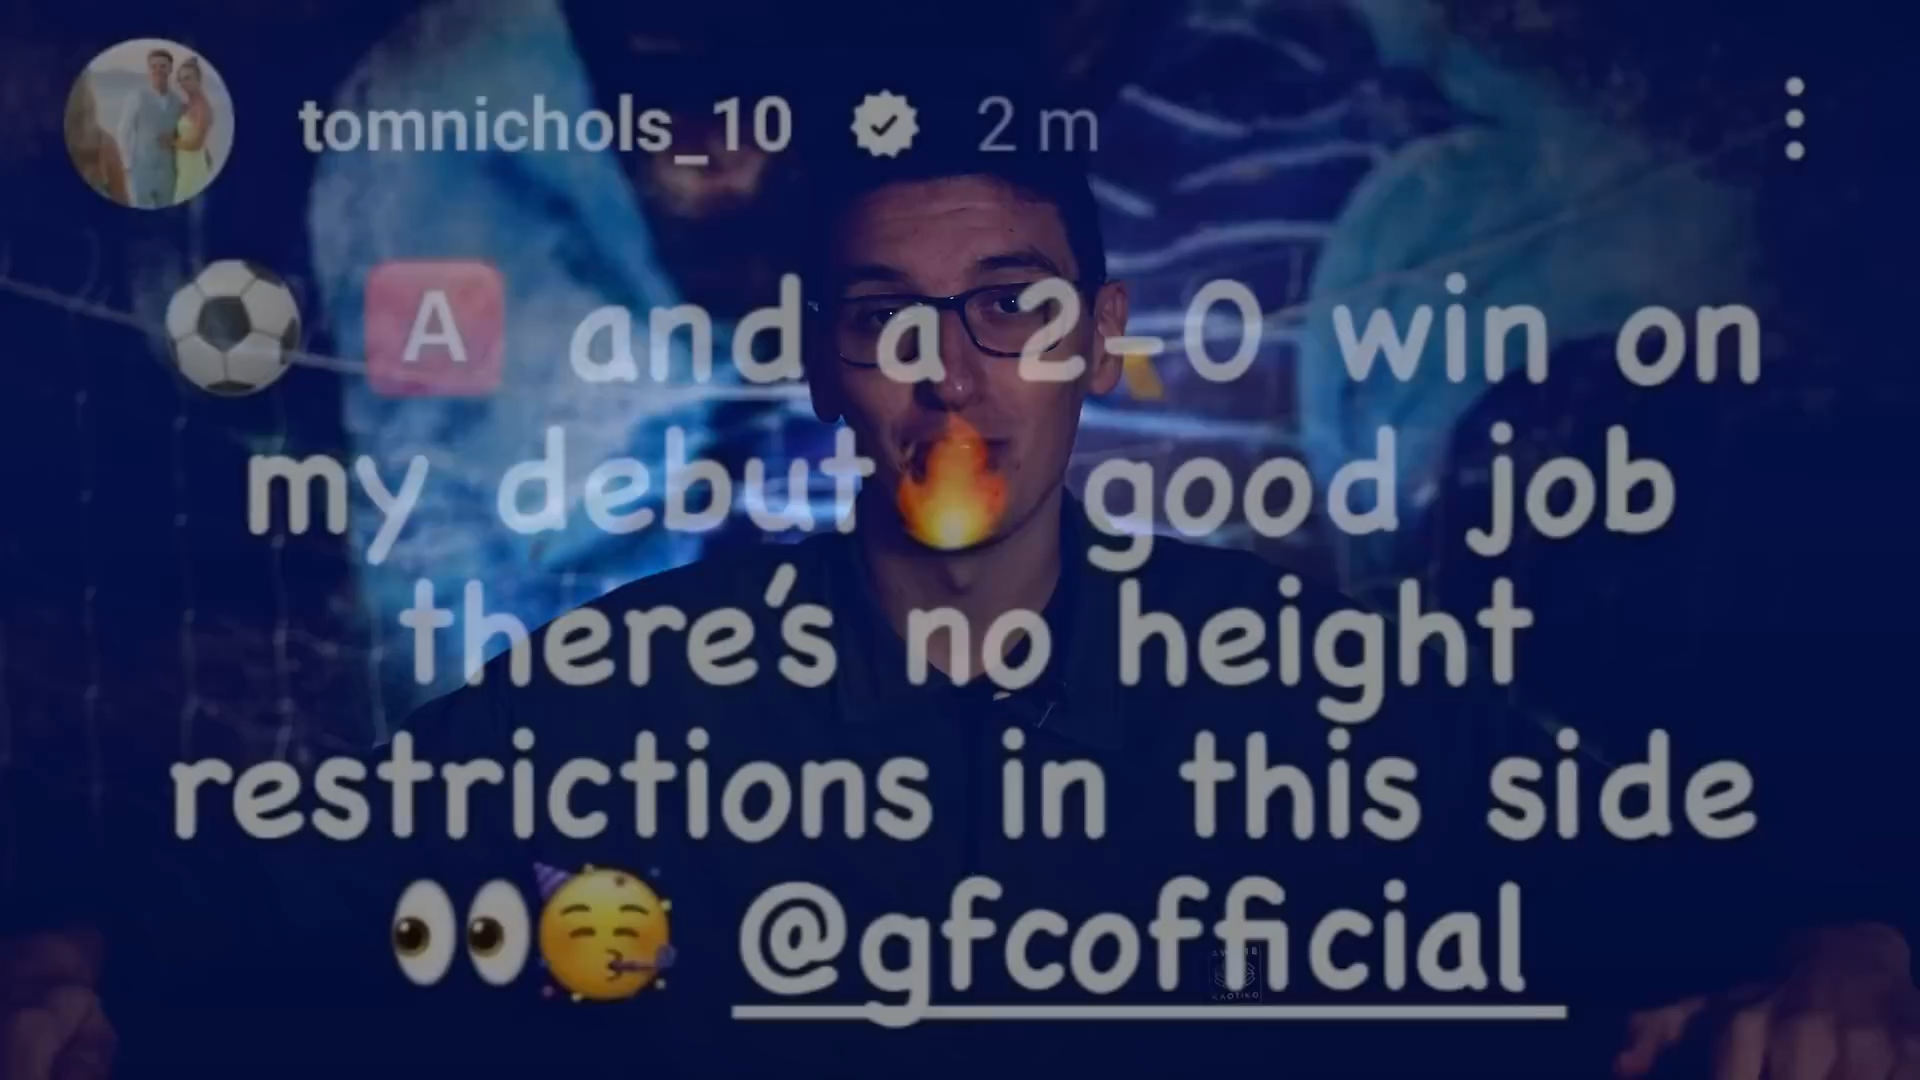 tomnichols_10 2 m
⚽ 🅰 and a 2-0 win on
my debut 🔥 good job
there's no height
restrictions in this side
👀🥳 @gfcofficial
KAOTIKO